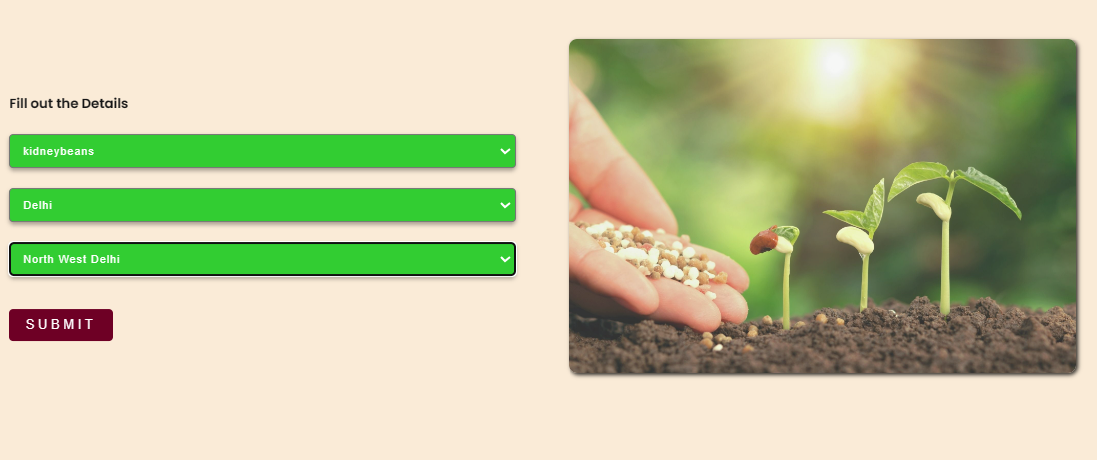 Fill out the Details
kidneybeans
Delhi
North West Delhi
SUBMIT